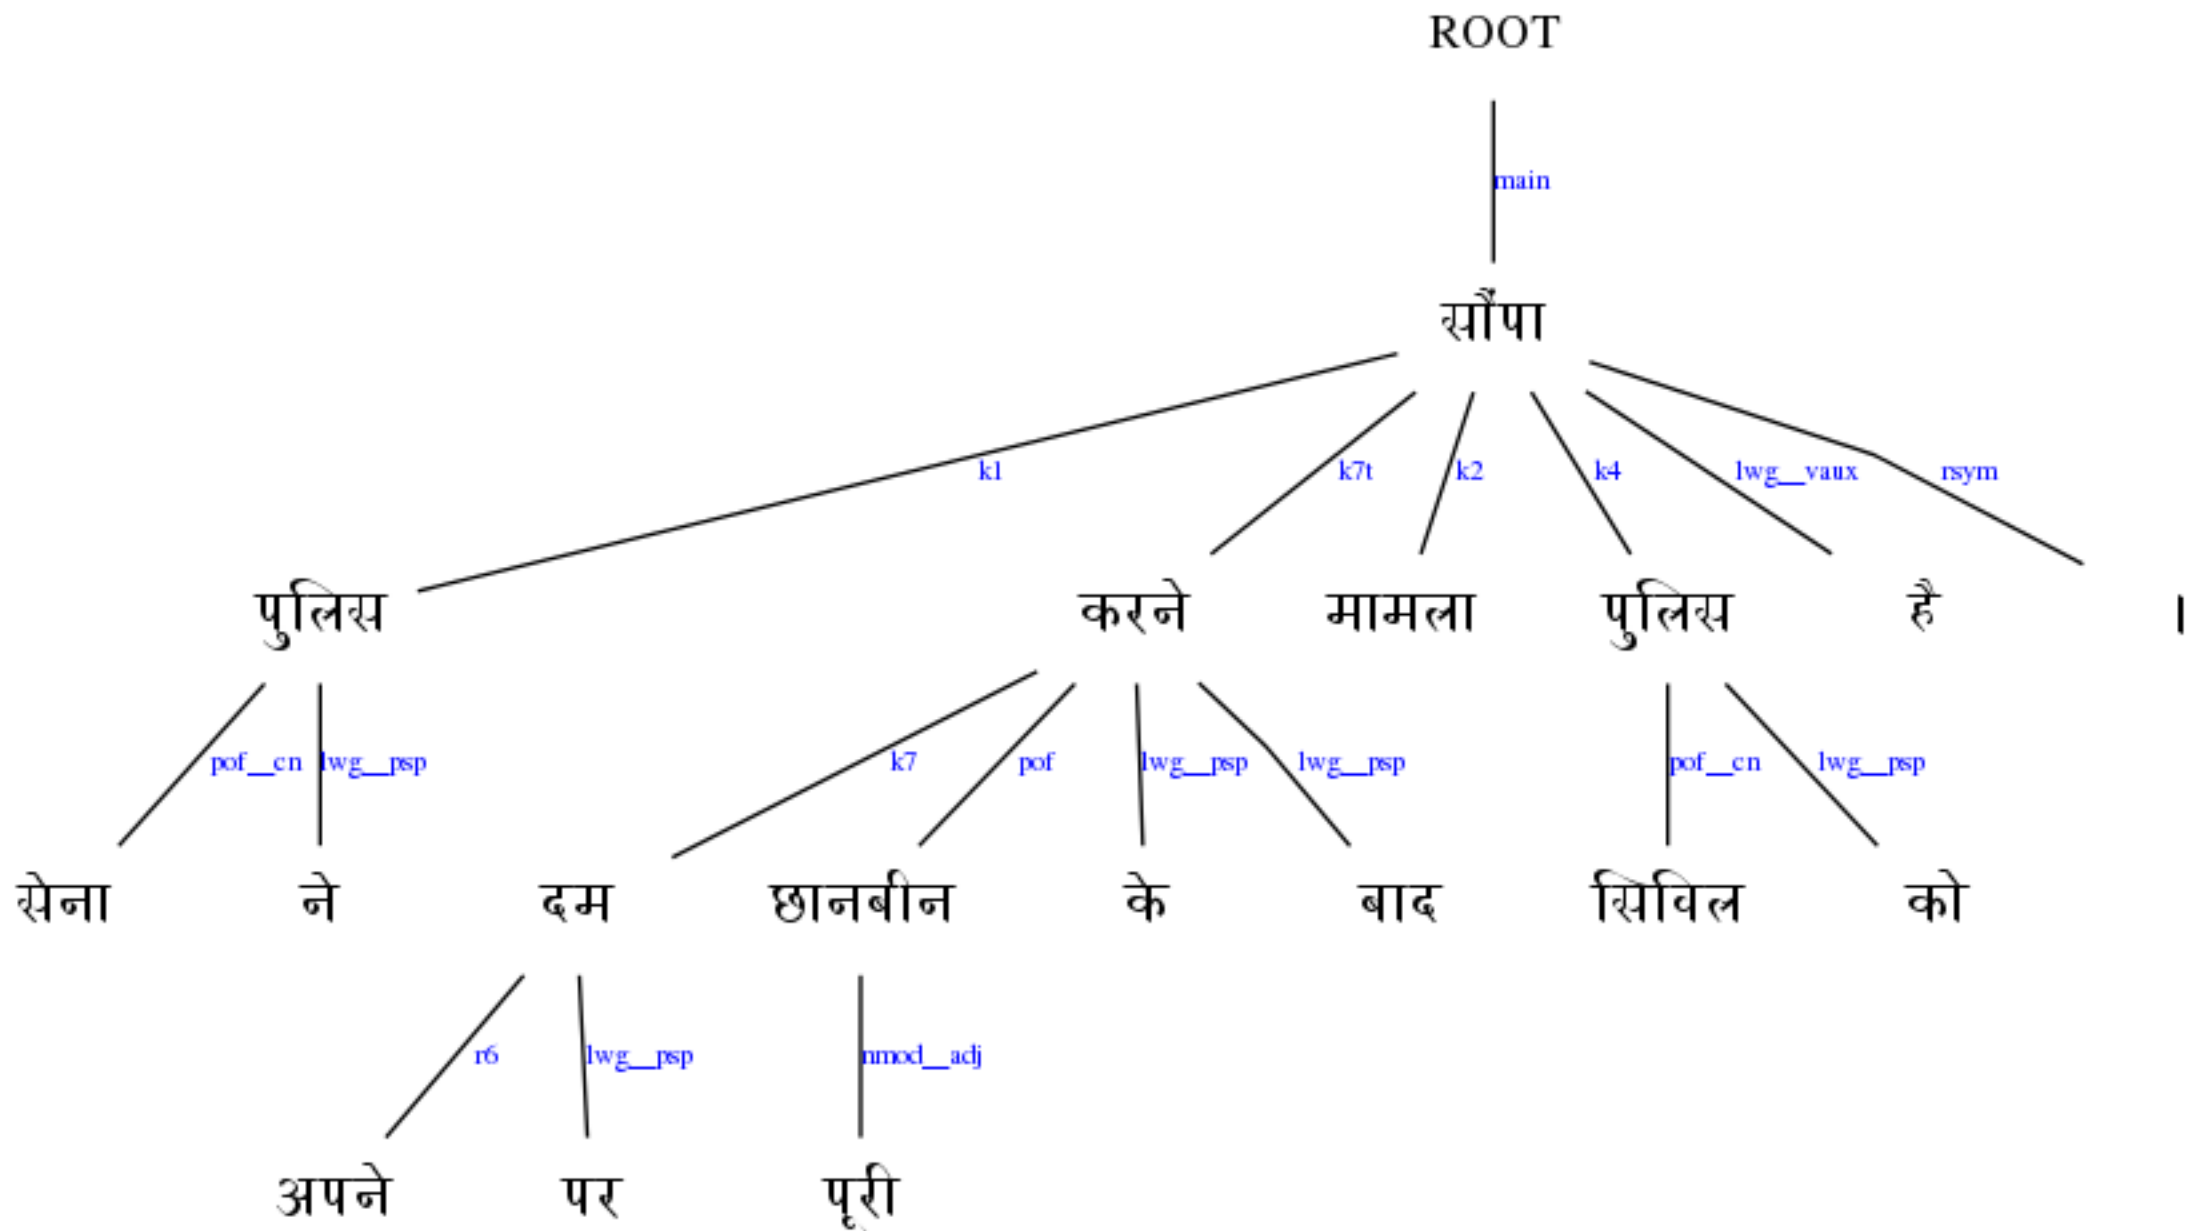 ROOT
main
सौंपा
k1 k7t k2 k4 lwg__vaux rsym
पुलिस करने मामला पुलिस है ।
pof__cn lwg__psp k7 pof lwg__psp lwg__psp pof__cn lwg__psp
सेना ने दम छानबीन के बाद सिविल को
r6 lwg__psp nmod__adj
अपने पर पूरी